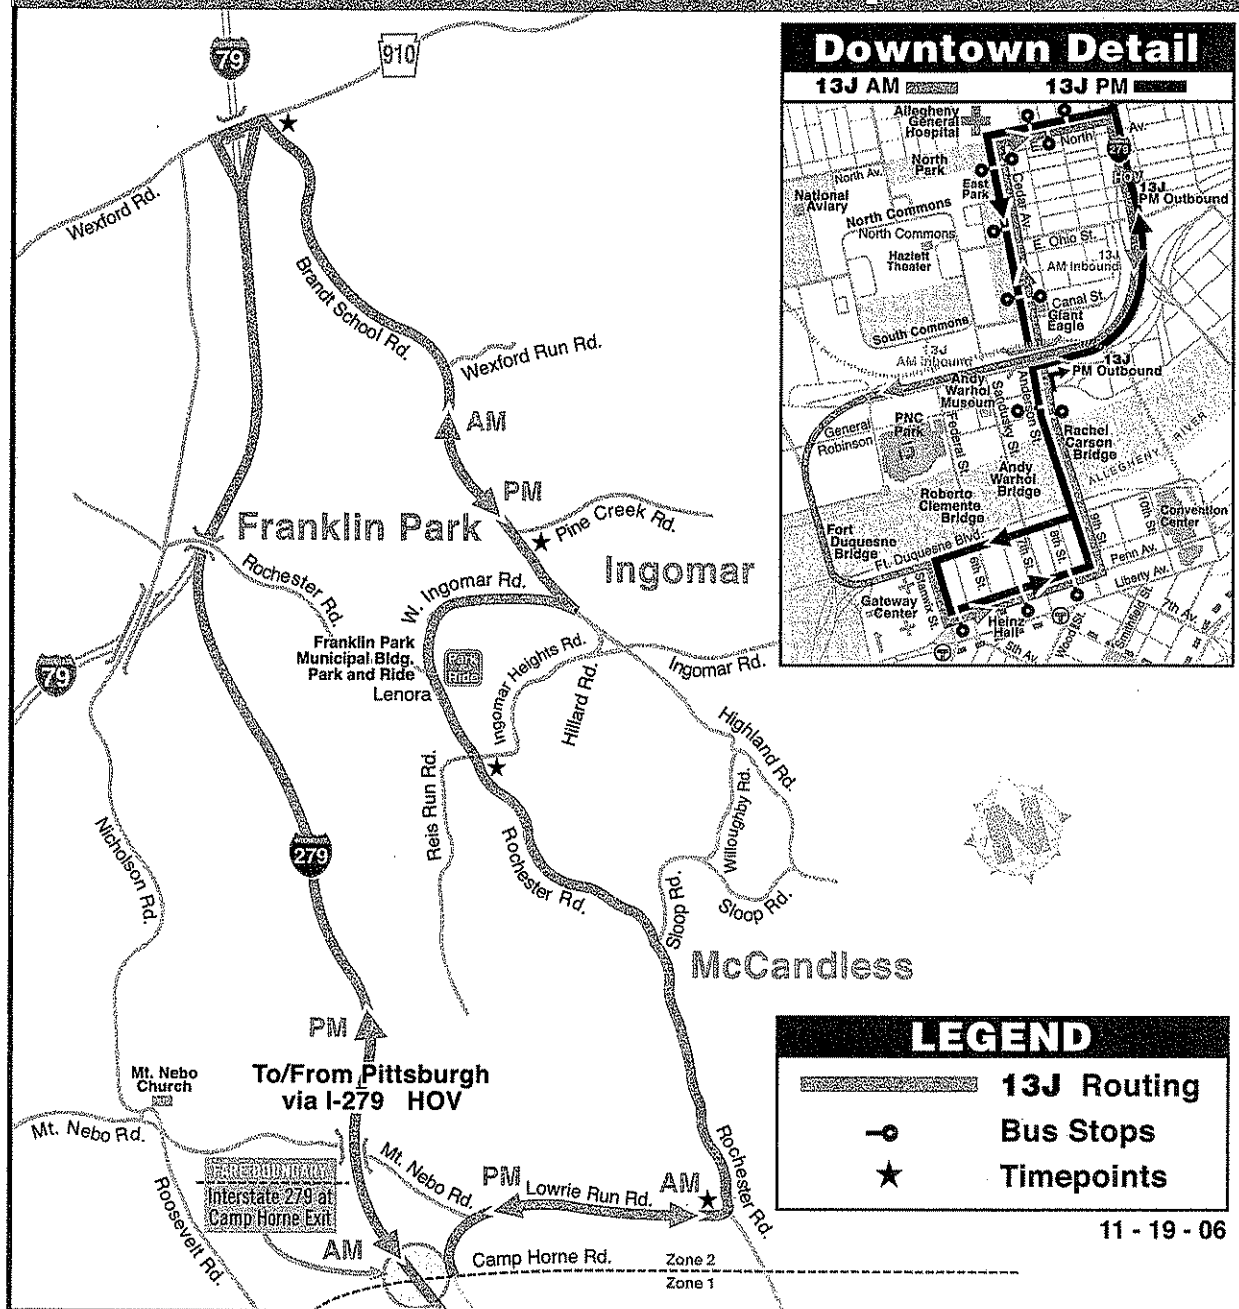 79
910
Wexford Rd.
Brandt School Rd.
Wexford Run Rd.
AM
PM
Pine Creek Rd.
Franklin Park
Ingomar
Rochester Rd.
W. Ingomar Rd.
Franklin Park
Municipal Bldg.
Park and Ride
Lenora
Park
Ride
79
Ingomar Heights Rd.
Hillard Rd.
Ingomar Rd.
Highland Rd.
Willoughby Rd.
Reis Run Rd.
Nicholson Rd.
279
Rochester Rd.
Sloop Rd.
Sloop Rd.
McCandless
N
PM
To/From Pittsburgh
via I-279 HOV
Mt. Nebo
Church
Mt. Nebo Rd.
Mt. Nebo Rd.
FARE BOUNDARY
Interstate 279 at
Camp Horne Exit
Roosevelt Rd.
AM
PM
Lowrie Run Rd.
AM
Rochester Rd.
Camp Horne Rd.
Zone 2
Zone 1
Downtown Detail
13J AM
13J PM
Allegheny
General
Hospital
North Av.
279
HOV
North
Park
North Av.
East
Park
Cedar Av.
13J
PM Outbound
National
Aviary
North Commons
North Commons
E. Ohio St.
Hazlett
Theater
13J
AM Inbound
Canal St.
Giant
Eagle
South Commons
13J
AM Inbound
13J
PM Outbound
Andy
Warhol
Museum
Sandusky St.
Anderson St.
General
Robinson
PNC
Park
Federal St.
Rachel
Carson
Bridge
ALLEGHENY RIVER
Andy
Warhol
Bridge
Roberto
Clemente
Bridge
Fort
Duquesne
Bridge
Ft. Duquesne Blvd.
6th St.
7th St.
8th St.
9th St.
10th St.
Convention
Center
Penn Av.
Liberty Av.
Gateway
Center
Stanwix St.
Heinz
Hall
5th Av.
Wood St.
Smithfield St.
7th Av.
T
T
LEGEND
13J Routing
Bus Stops
Timepoints
11 - 19 - 06